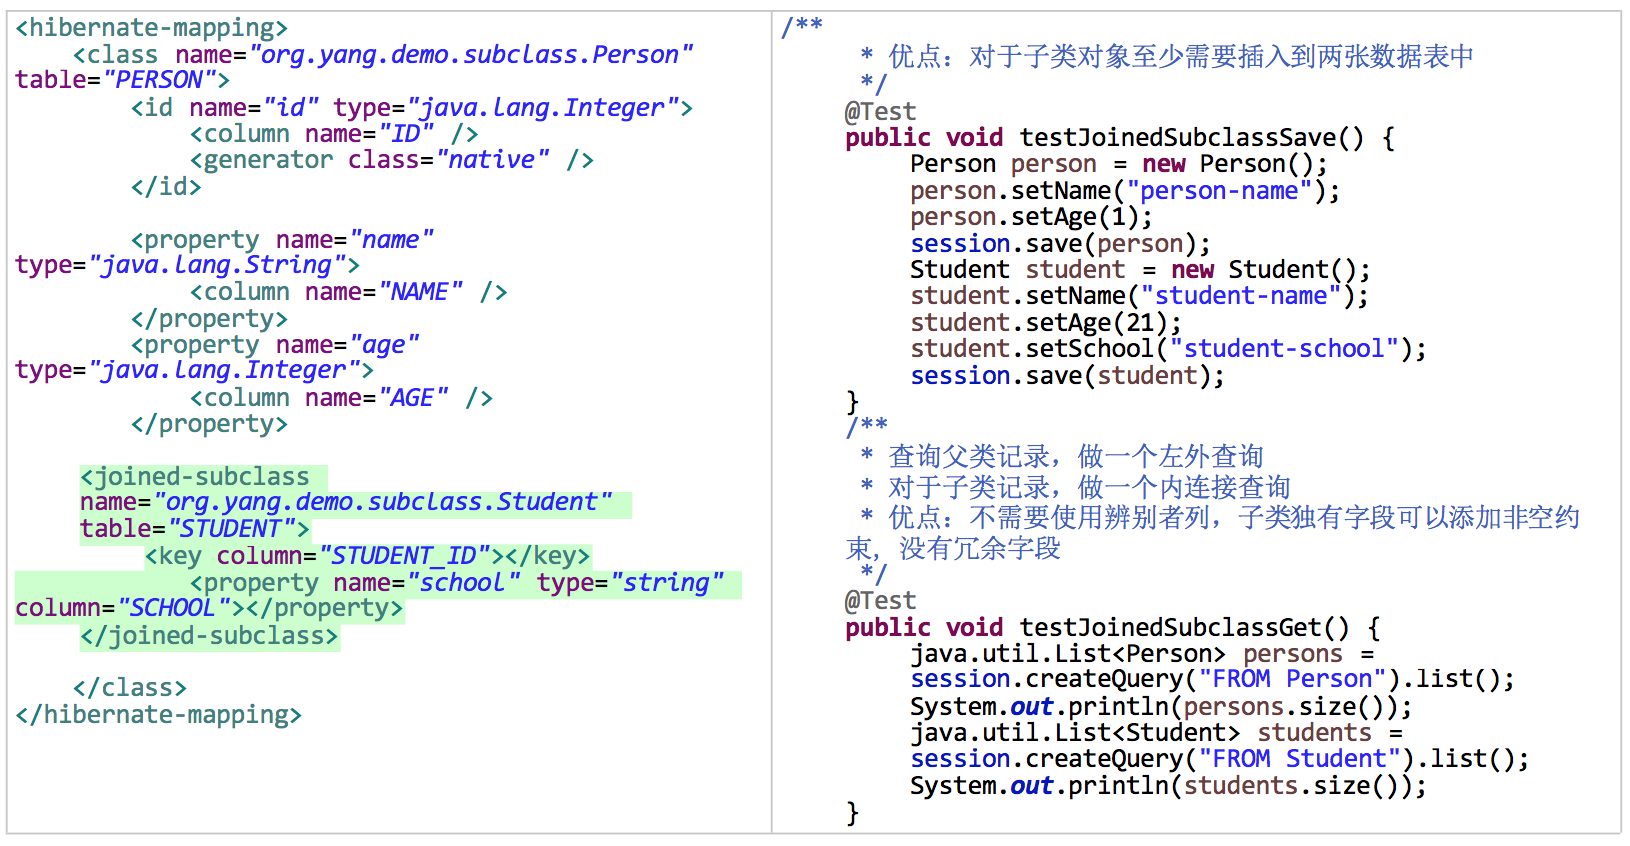 <hibernate-mapping>
<class name="org.yang.demo.subclass.Person"
table="PERSON">
<id name="id" type="java.lang.Integer">
<column name="ID" />
<generator class="native" />
</id>
<property name="name"
type="java.lang.String">
<column name="NAME" />
</property>
<property name="age"
type="java.lang.Integer">
<column name="AGE" />
</property>
<joined-subclass
name="org.yang.demo.subclass.Student"
table="STUDENT">
<key column="STUDENT_ID"></key>
<property name="school" type="string"
column="SCHOOL"></property>
</joined-subclass>
</class>
</hibernate-mapping>
/**
* 优点：对于子类对象至少需要插入到两张数据表中
*/
@Test
public void testJoinedSubclassSave() {
Person person = new Person();
person.setName("person-name");
person.setAge(1);
session.save(person);
Student student = new Student();
student.setName("student-name");
student.setAge(21);
student.setSchool("student-school");
session.save(student);
}
/**
* 查询父类记录，做一个左外查询
* 对于子类记录，做一个内连接查询
* 优点：不需要使用辨别者列，子类独有字段可以添加非空约
束，没有冗余字段
*/
@Test
public void testJoinedSubclassGet() {
java.util.List<Person> persons =
session.createQuery("FROM Person").list();
System.out.println(persons.size());
java.util.List<Student> students =
session.createQuery("FROM Student").list();
System.out.println(students.size());
}